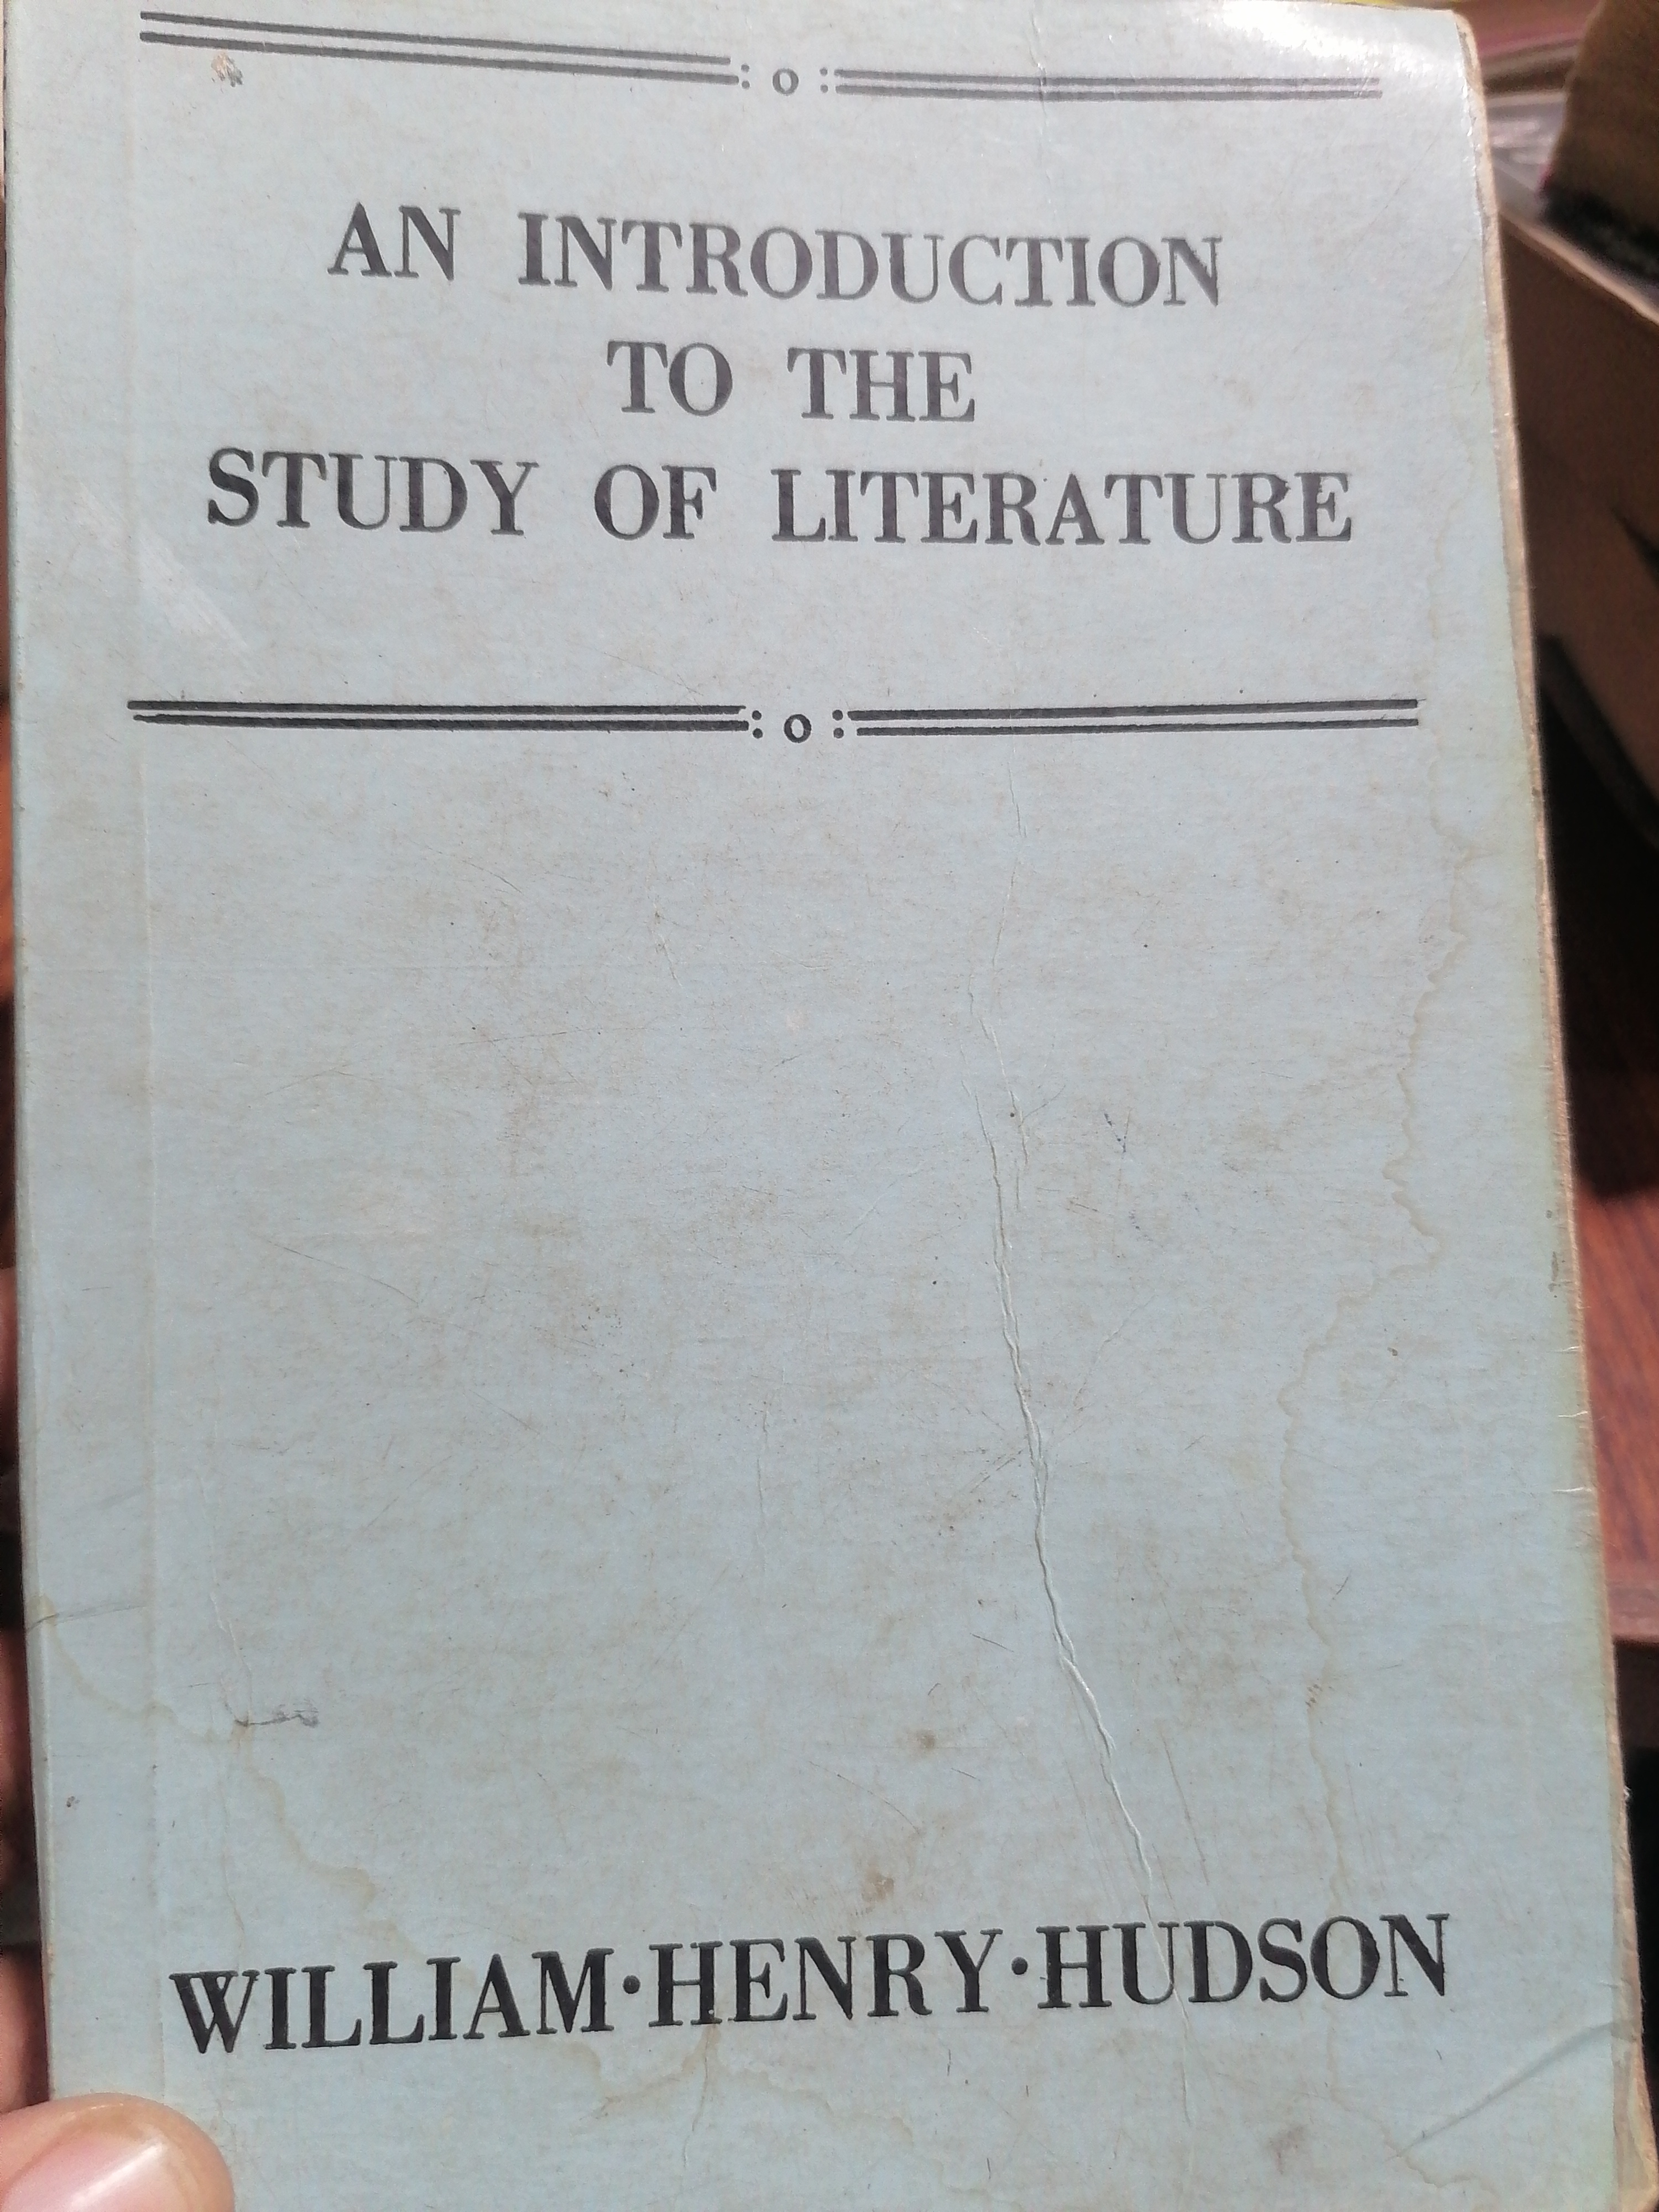 : o :
AN INTRODUCTION
TO THE
STUDY OF LITERATURE
: o :
WILLIAM·HENRY·HUDSON